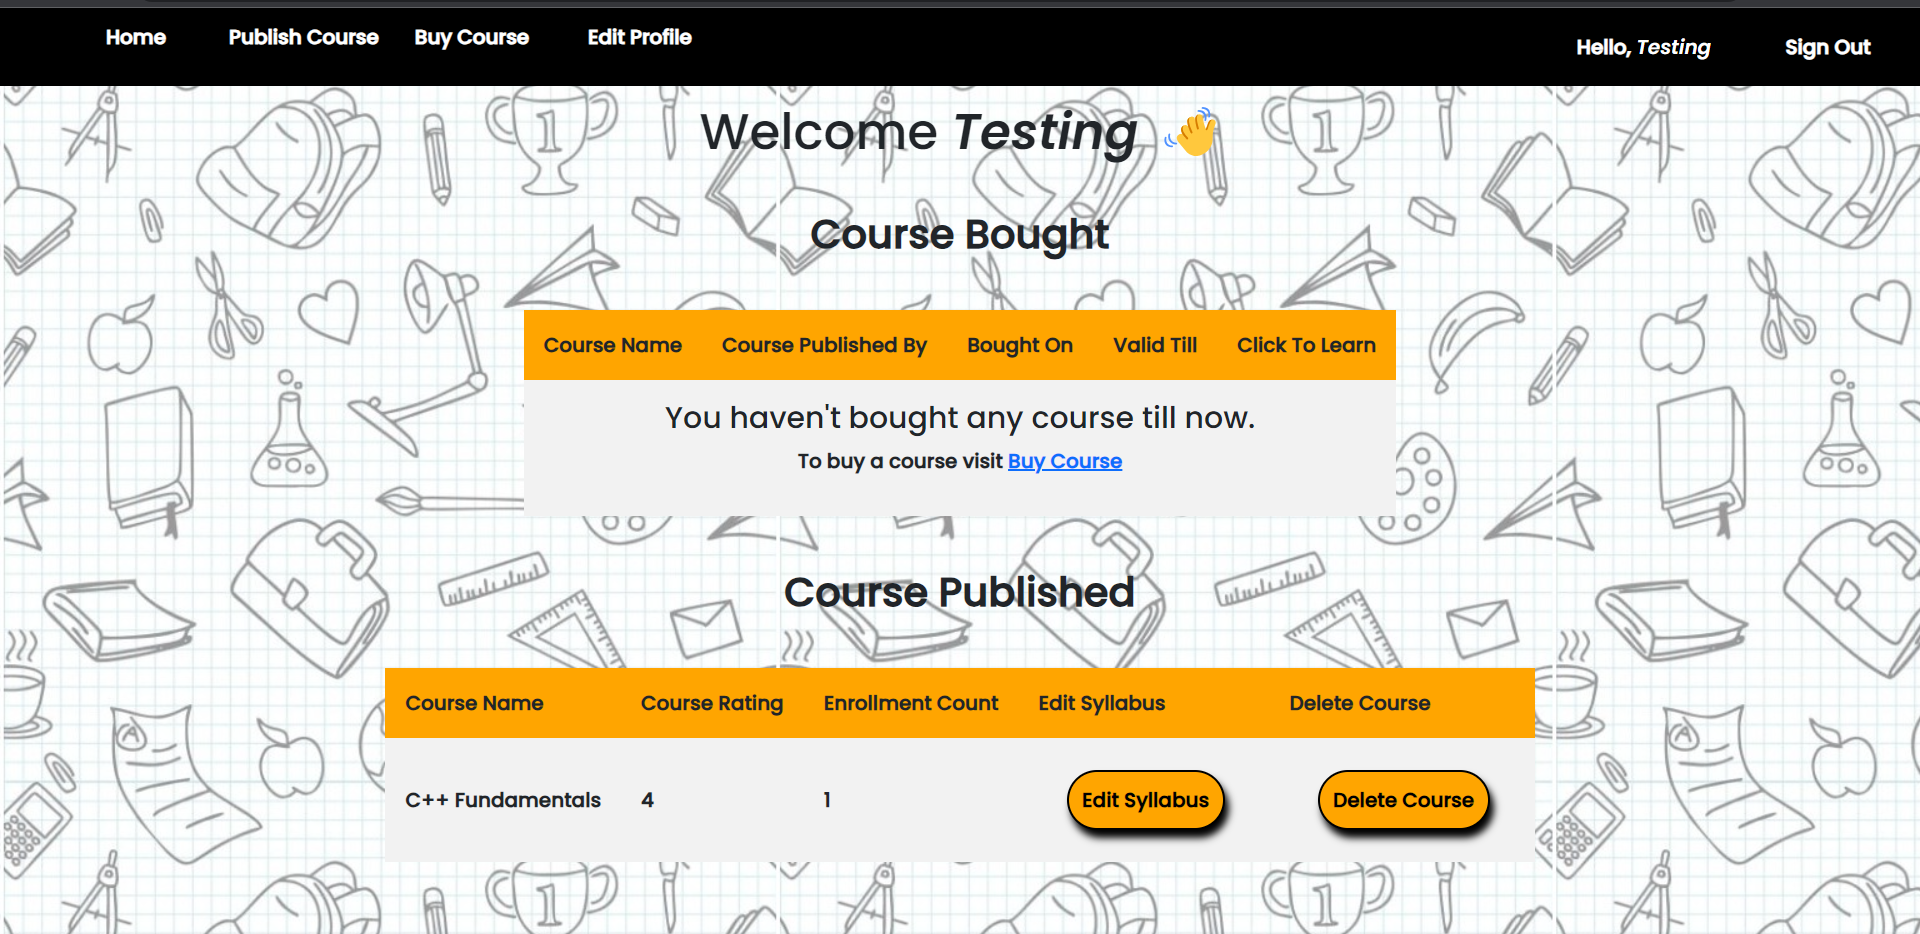 Home Publish Course Buy Course Edit Profile Hello, Testing Sign Out
Welcome Testing 👋
Course Bought
Course Name Course Published By Bought On Valid Till Click To Learn
You haven't bought any course till now.
To buy a course visit Buy Course
Course Published
Course Name Course Rating Enrollment Count Edit Syllabus Delete Course
C++ Fundamentals 4 1 Edit Syllabus Delete Course